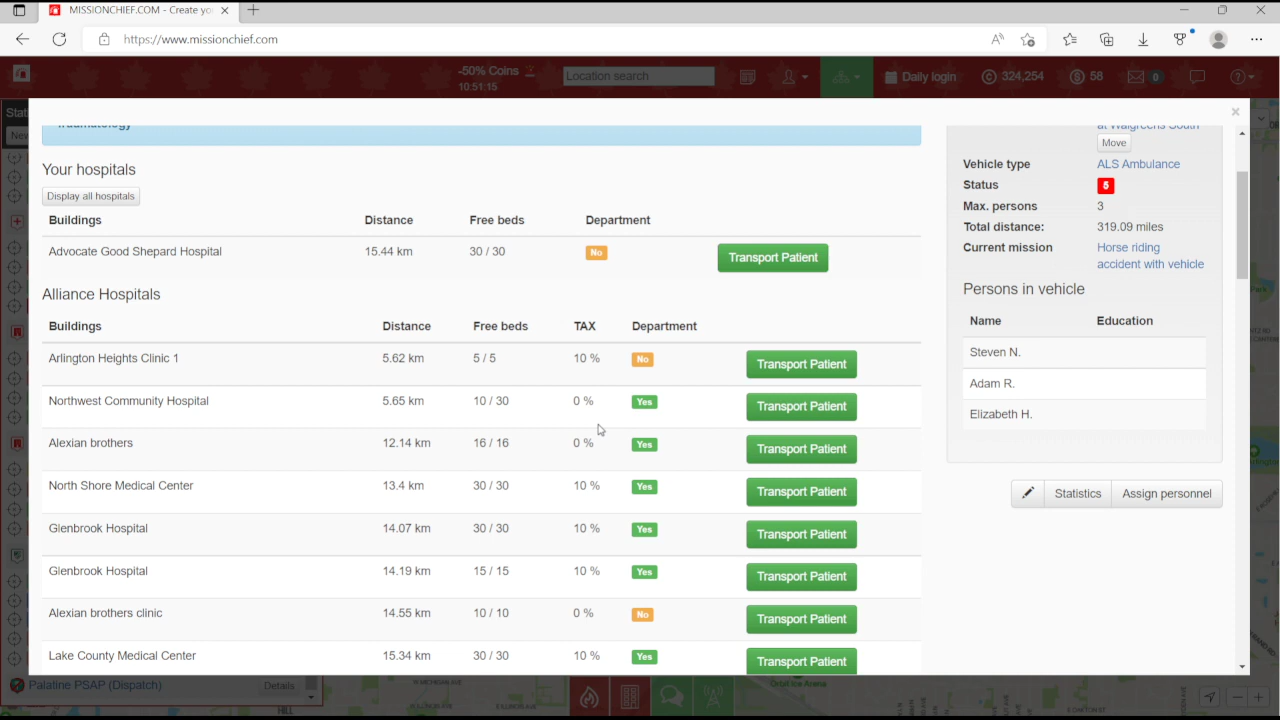 MISSIONCHIEF.COM - Create yo
https://www.missionchief.com
-50% Coins
10:51:15
Location search
Daily login
324,254
58
0
Stati
New
Traumatology
Your hospitals
Display all hospitals
Buildings Distance Free beds Department
Advocate Good Shepard Hospital 15.44 km 30 / 30 No Transport Patient
Alliance Hospitals
Buildings Distance Free beds TAX Department
Arlington Heights Clinic 1 5.62 km 5 / 5 10 % No Transport Patient
Northwest Community Hospital 5.65 km 10 / 30 0 % Yes Transport Patient
Alexian brothers 12.14 km 16 / 16 0 % Yes Transport Patient
North Shore Medical Center 13.4 km 30 / 30 10 % Yes Transport Patient
Glenbrook Hospital 14.07 km 30 / 30 10 % Yes Transport Patient
Glenbrook Hospital 14.19 km 15 / 15 10 % Yes Transport Patient
Alexian brothers clinic 14.55 km 10 / 10 0 % No Transport Patient
Lake County Medical Center 15.34 km 30 / 30 10 % Yes Transport Patient
at Walgreens South
Move
Vehicle type ALS Ambulance
Status 5
Max. persons 3
Total distance: 319.09 miles
Current mission Horse riding
accident with vehicle
Persons in vehicle
Name Education
Steven N.
Adam R.
Elizabeth H.
Statistics Assign personnel
Palatine PSAP (Dispatch) Details
Orbit Ice Arena